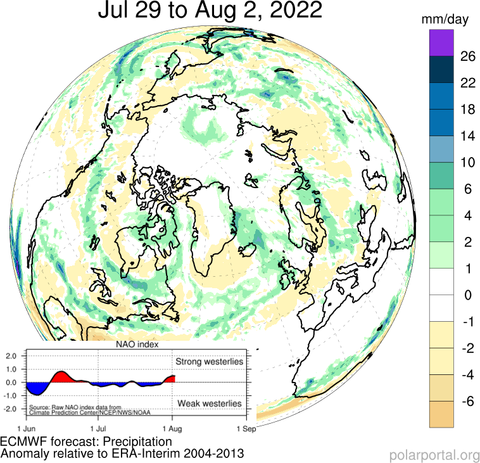 Jul 29 to Aug 2, 2022
mm/day
26
22
18
14
10
6
4
2
1
0
-1
-2
-4
-6
NAO index
2.0
1.0
0.0
-1.0
-2.0
Strong westerlies
Weak westerlies
Source: Raw NAO index data from
Climate Prediction Center/NCEP/NWS/NOAA
1 Jun 1 Jul 1 Aug 1 Sep
ECMWF forecast: Precipitation
Anomaly relative to ERA-Interim 2004-2013
polarportal.org